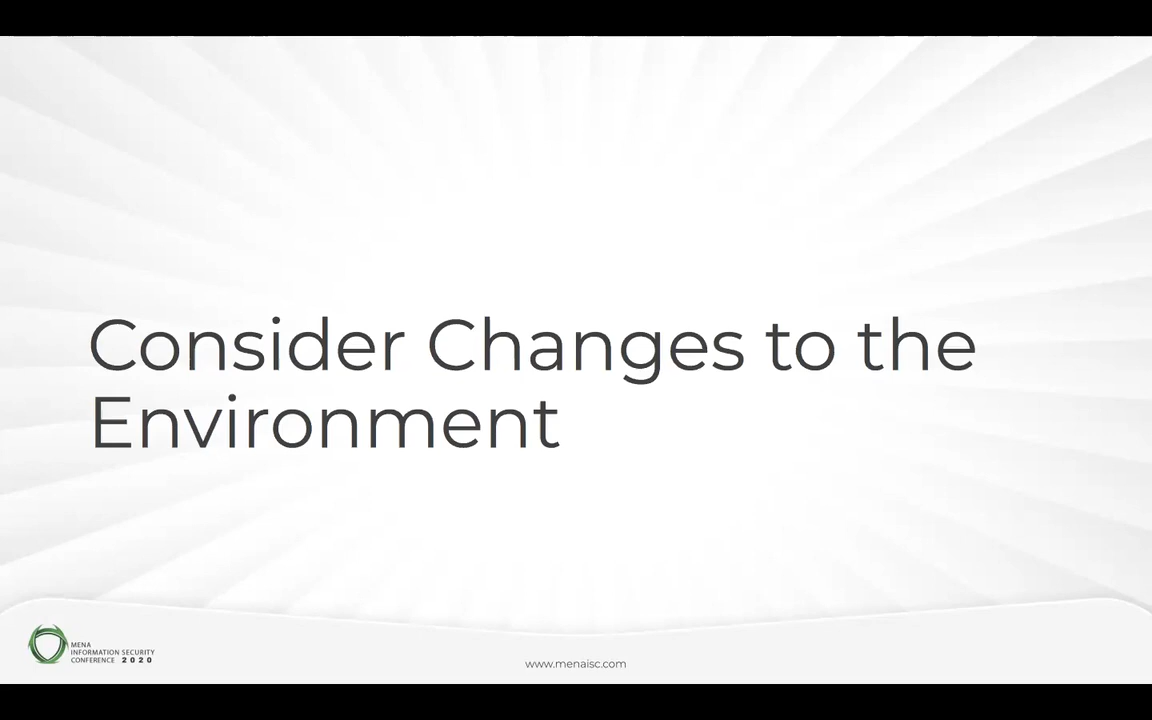 Consider Changes to the
Environment
MENA
INFORMATION SECURITY
CONFERENCE 2020
www.menaisc.com